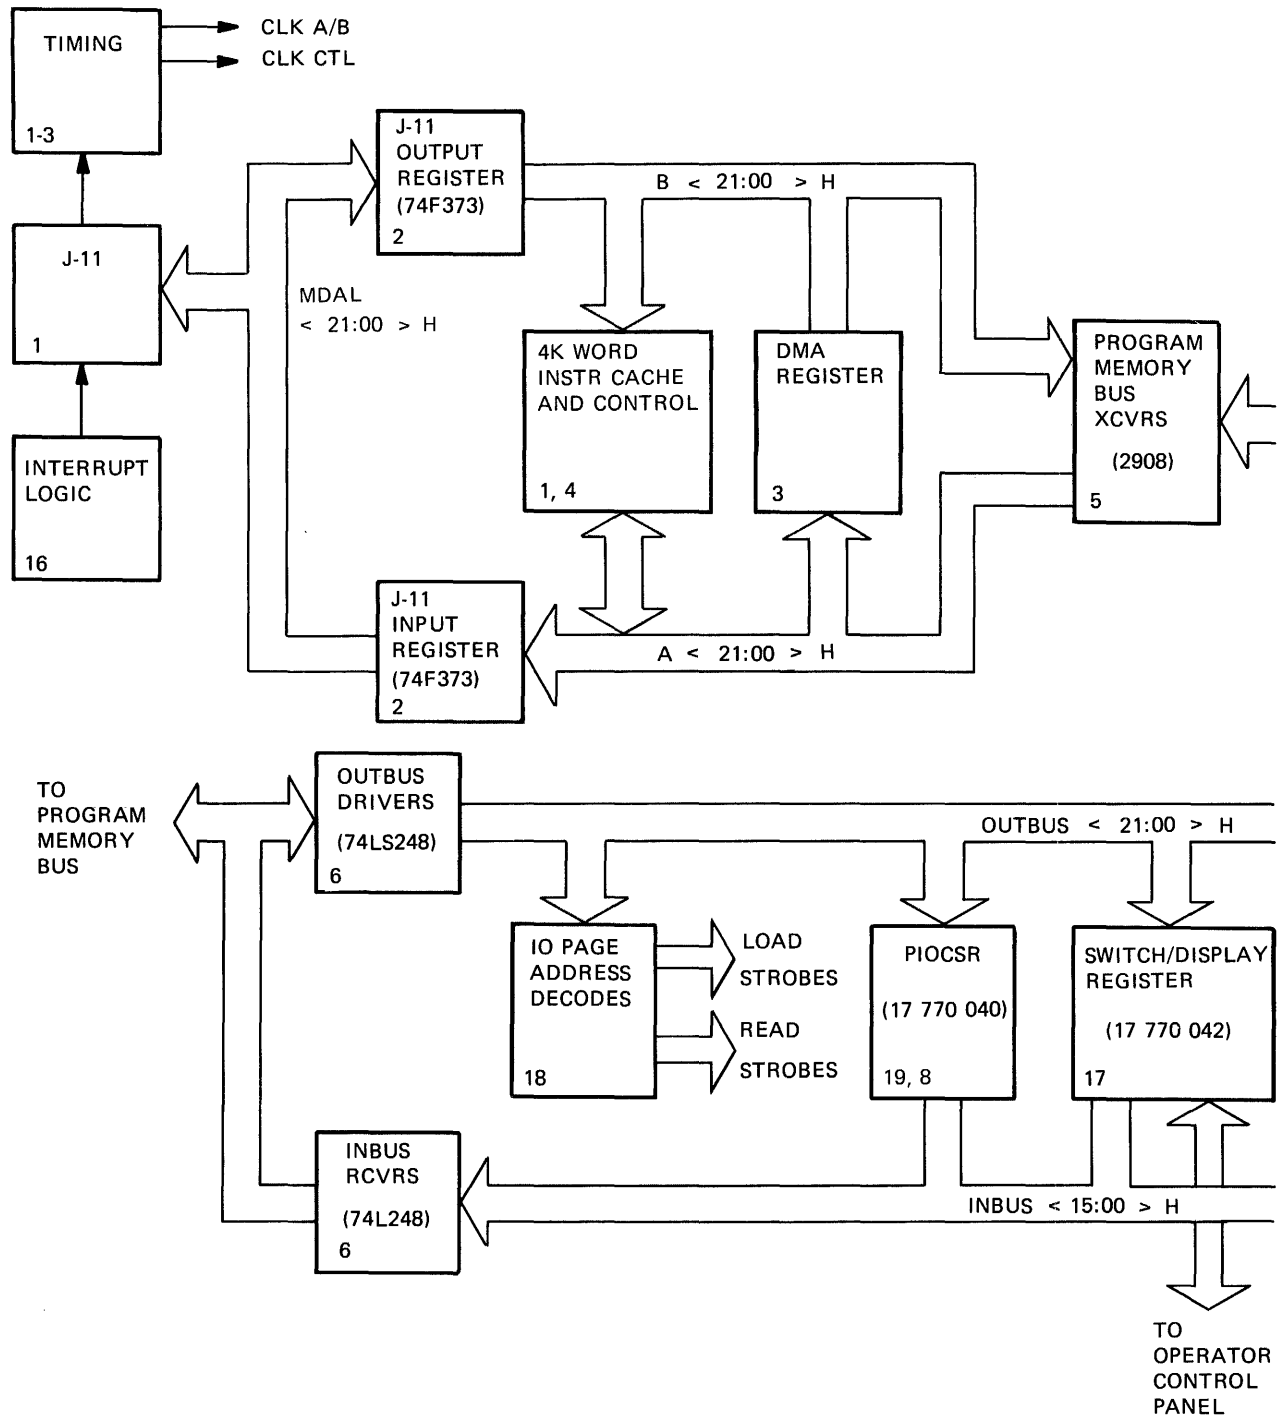 TIMING
1-3
CLK A/B
CLK CTL
J-11
OUTPUT
REGISTER
(74F373)
2
B < 21:00 > H
J-11
1
MDAL
< 21:00 > H
4K WORD
INSTR CACHE
AND CONTROL
1, 4
DMA
REGISTER
3
PROGRAM
MEMORY
BUS
XCVRS
(2908)
5
INTERRUPT
LOGIC
16
J-11
INPUT
REGISTER
(74F373)
2
A < 21:00 > H
TO
PROGRAM
MEMORY
BUS
OUTBUS
DRIVERS
(74LS248)
6
OUTBUS < 21:00 > H
IO PAGE
ADDRESS
DECODES
18
LOAD
STROBES
READ
STROBES
PIOCSR
(17 770 040)
19, 8
SWITCH/DISPLAY
REGISTER
(17 770 042)
17
INBUS
RCVRS
(74L248)
6
INBUS < 15:00 > H
TO
OPERATOR
CONTROL
PANEL